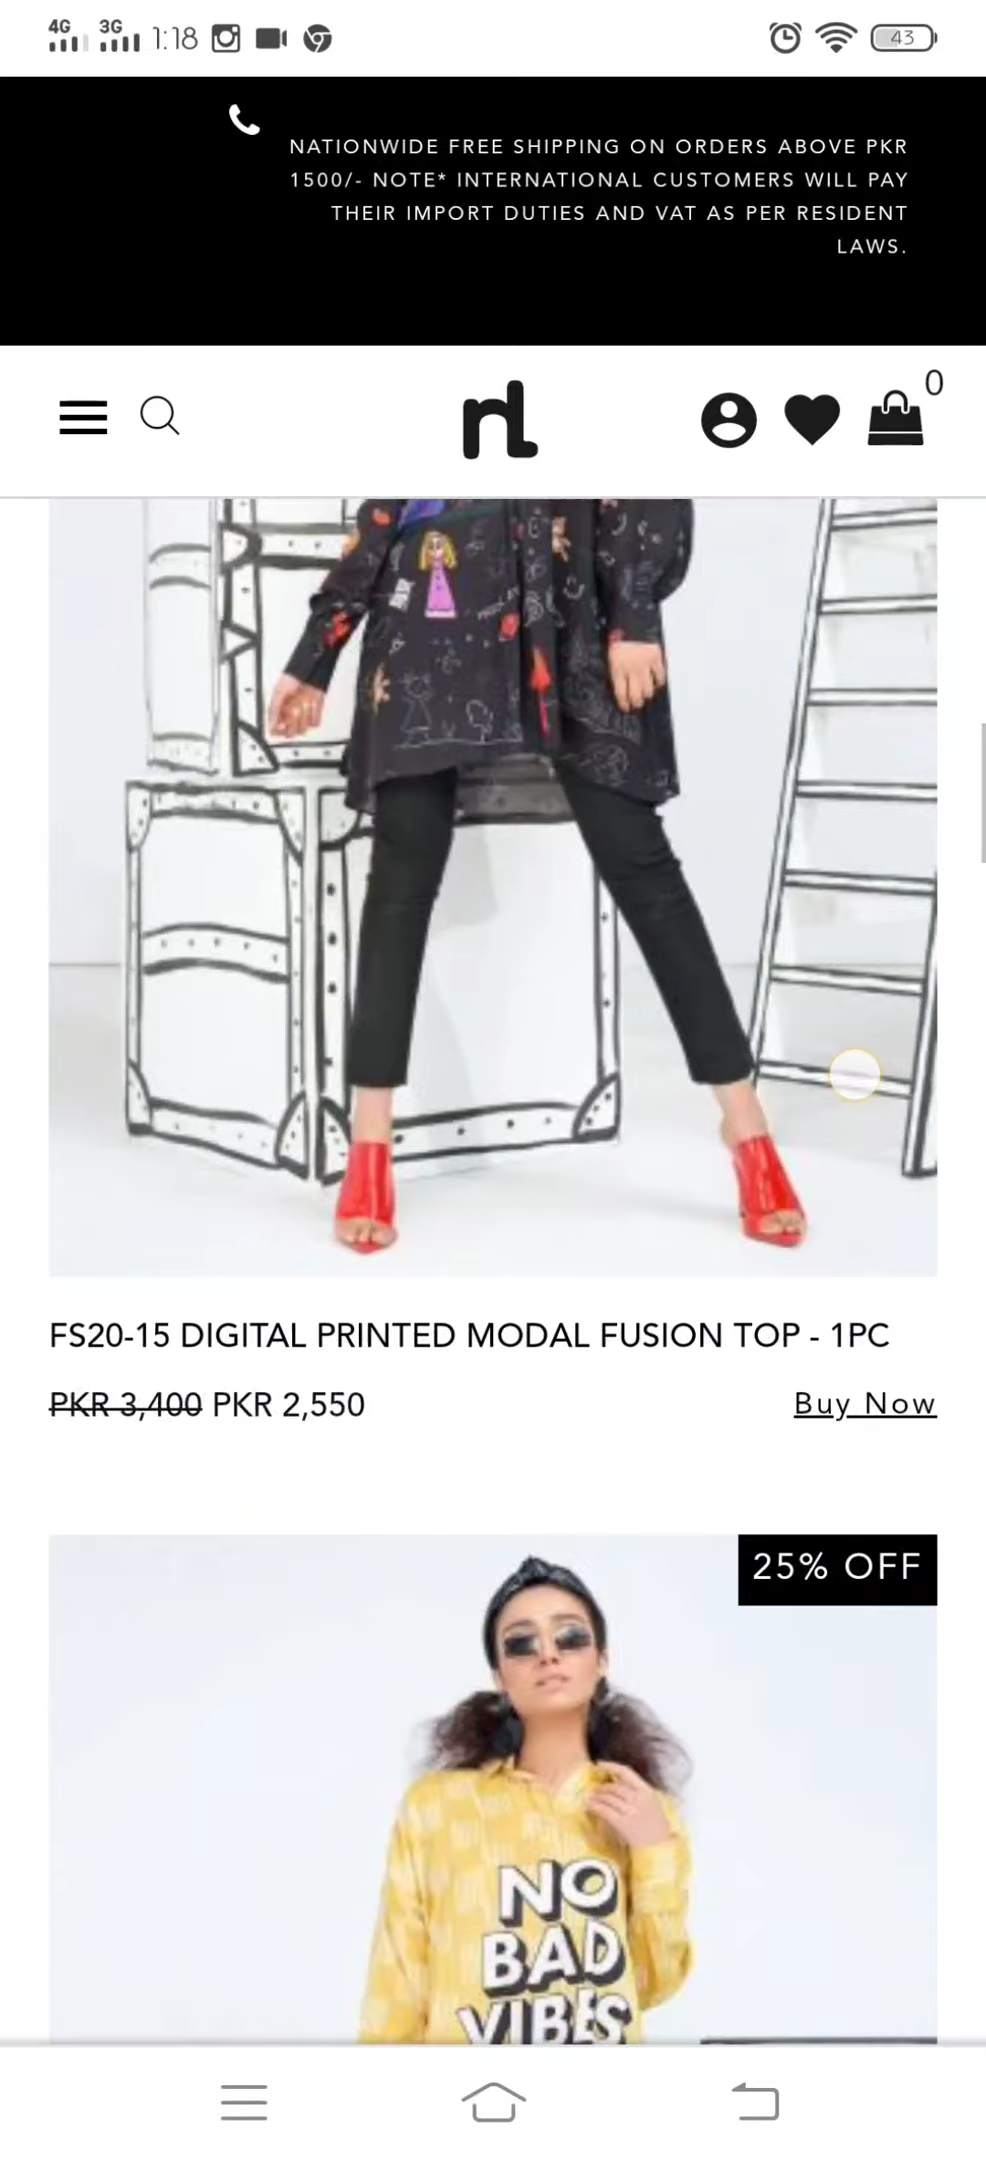 4G 3G 1:18 43
NATIONWIDE FREE SHIPPING ON ORDERS ABOVE PKR
1500/- NOTE* INTERNATIONAL CUSTOMERS WILL PAY
THEIR IMPORT DUTIES AND VAT AS PER RESIDENT
LAWS.
nL
0
FS20-15 DIGITAL PRINTED MODAL FUSION TOP - 1PC
PKR 3,400 PKR 2,550
Buy Now
25% OFF
NO
BAD
VIBES